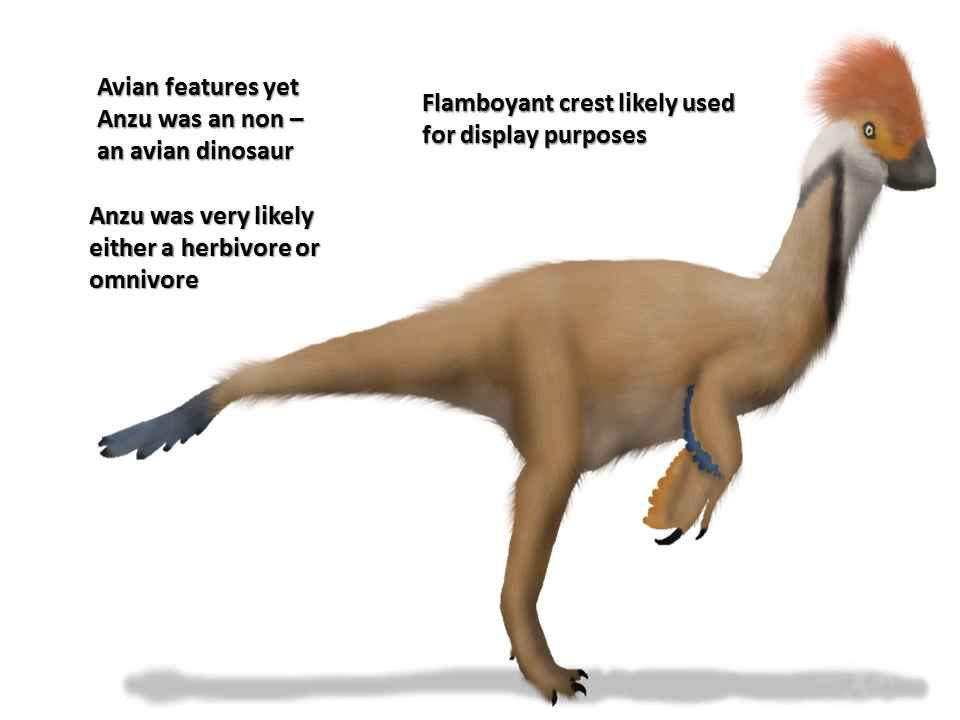 Avian features yet
Anzu was an non –
an avian dinosaur
Flamboyant crest likely used
for display purposes
Anzu was very likely
either a herbivore or
omnivore